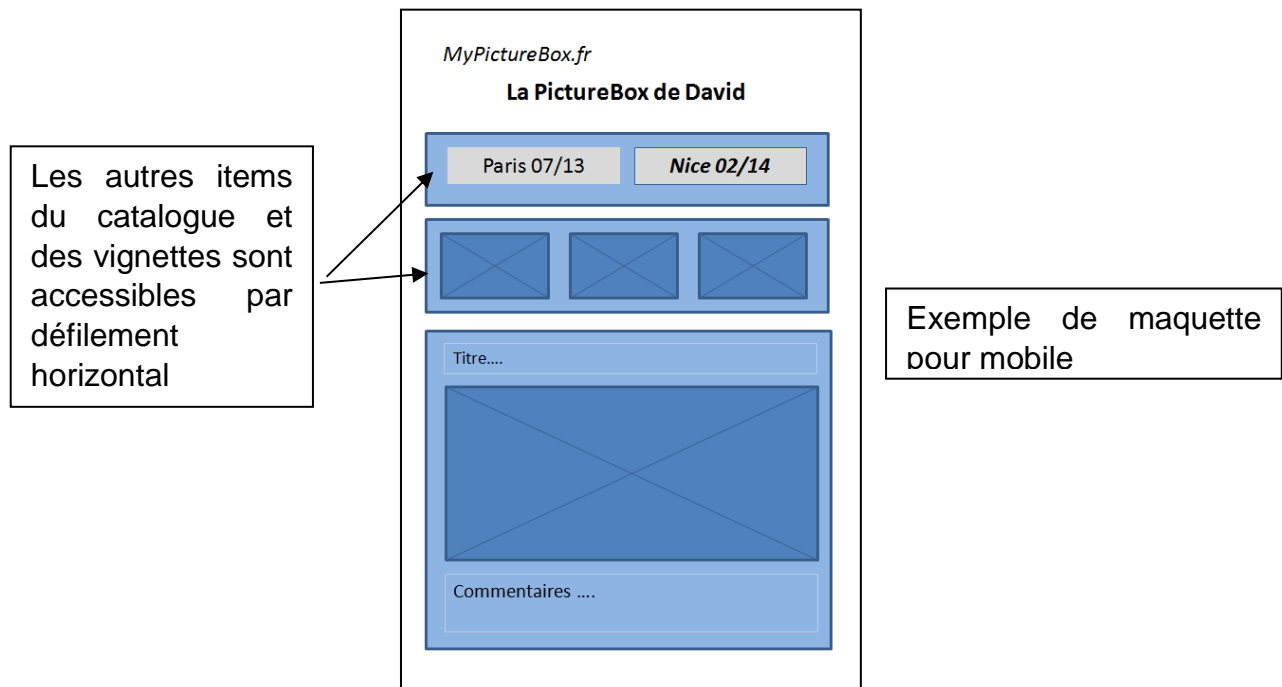 MyPictureBox.fr
La PictureBox de David
Les autres items
du catalogue et
des vignettes sont
accessibles par
défilement
horizontal
Paris 07/13
Nice 02/14
Titre....
Commentaires ....
Exemple de maquette
pour mobile